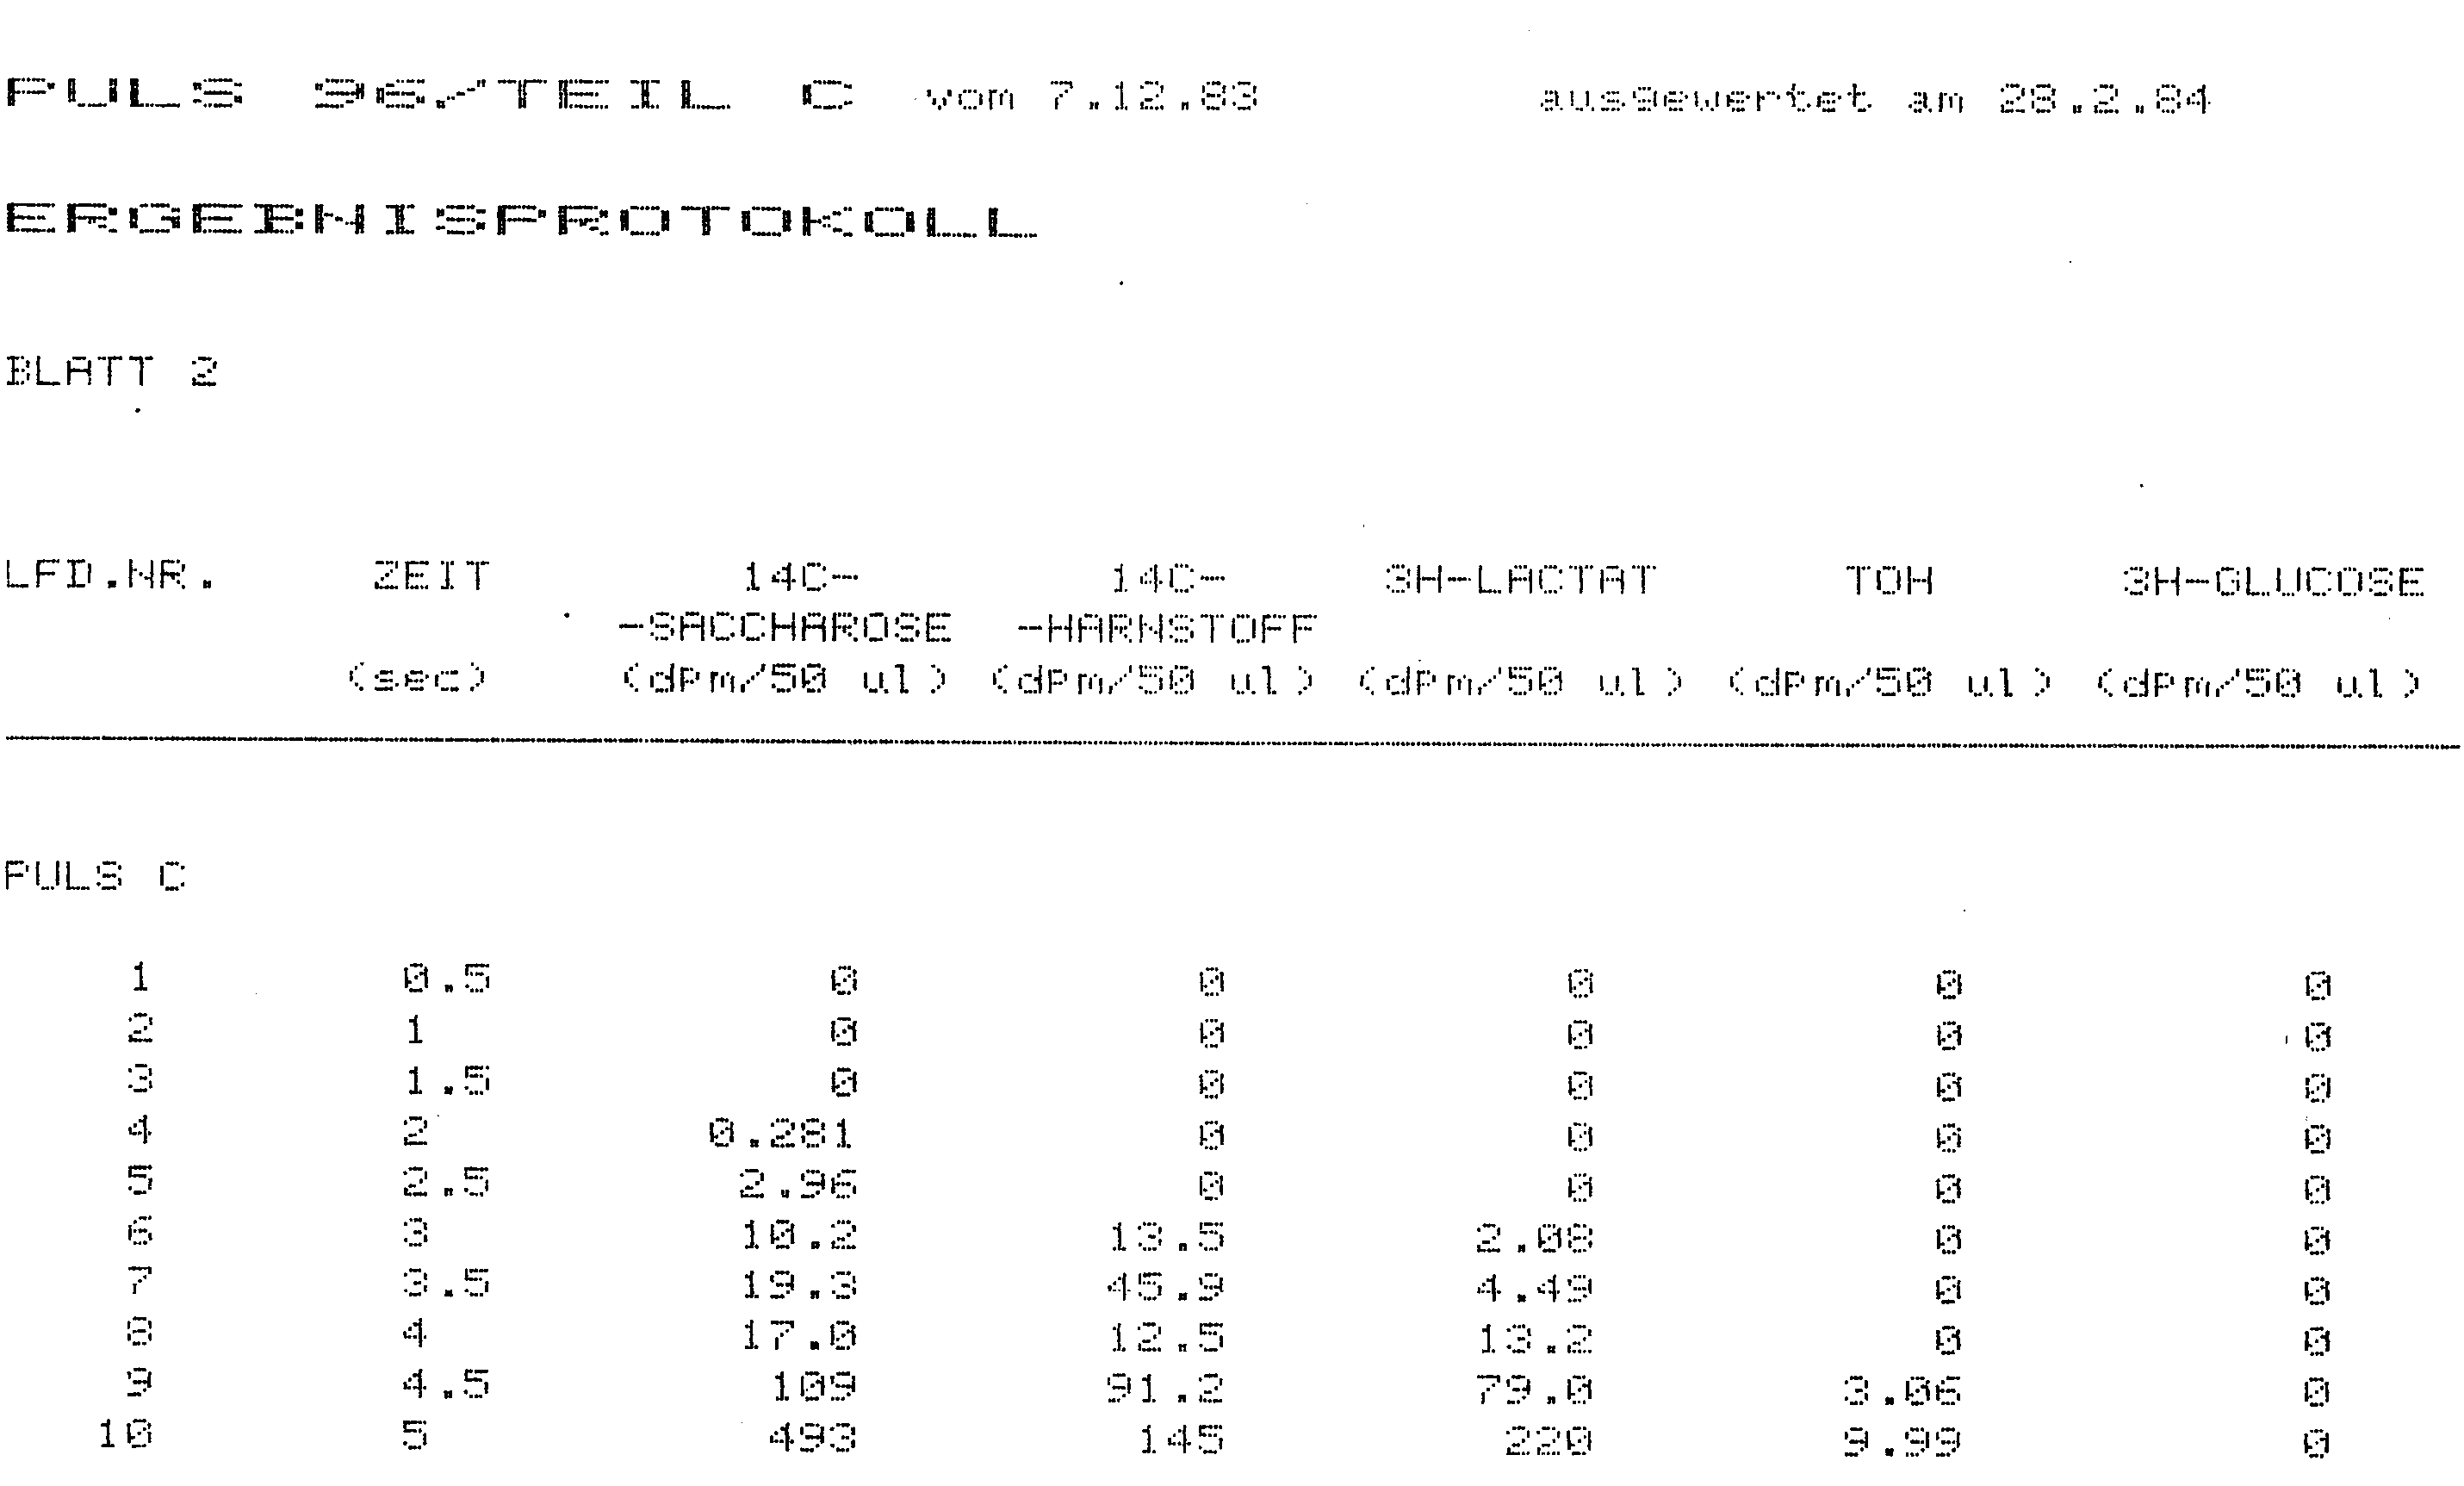 PULS 96/TEIL C vom 7.12.83 ausgewertet am 28.2.84
ERGEBNISPROTOKOLL
BLATT 2
LFD.NR. ZEIT 14C- 14C- 3H-LACTAT TOH 3H-GLUCOSE
-SACCHAROSE -HARNSTOFF
(sec) (dpm/50 ul) (dpm/50 ul) (dpm/50 ul) (dpm/50 ul) (dpm/50 ul)
PULS C
1 0.5 0 0 0 0 0
2 1 0 0 0 0 0
3 1.5 0 0 0 0 0
4 2 0.281 0 0 0 0
5 2.5 2.96 0 0 0 0
6 3 10.2 13.5 2.08 0 0
7 3.5 19.3 45.9 4.49 0 0
8 4 17.0 12.5 13.2 0 0
9 4.5 109 91.2 79.0 3.06 0
10 5 493 145 220 9.99 0